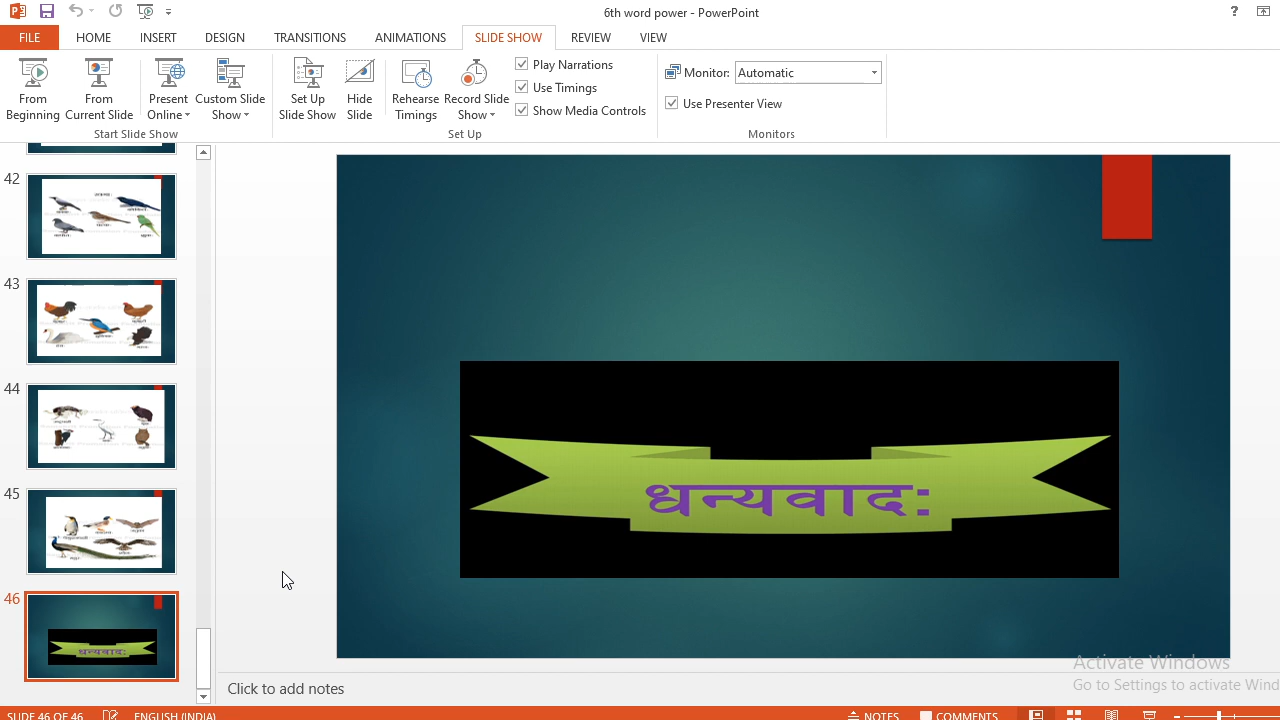 6th word power - PowerPoint
?
FILE HOME INSERT DESIGN TRANSITIONS ANIMATIONS SLIDE SHOW REVIEW VIEW
From Beginning
From Current Slide
Present Online
Custom Slide Show
Set Up Slide Show
Hide Slide
Rehearse Timings
Record Slide Show
Play Narrations
Use Timings
Show Media Controls
Monitor: Automatic
Use Presenter View
Start Slide Show
Set Up
Monitors
42
43
44
45
46
धन्यवाद:
धन्यवाद:
Activate Windows
Go to Settings to activate Wind
Click to add notes
SLIDE 46 OF 46 ENGLISH (INDIA) NOTES COMMENTS